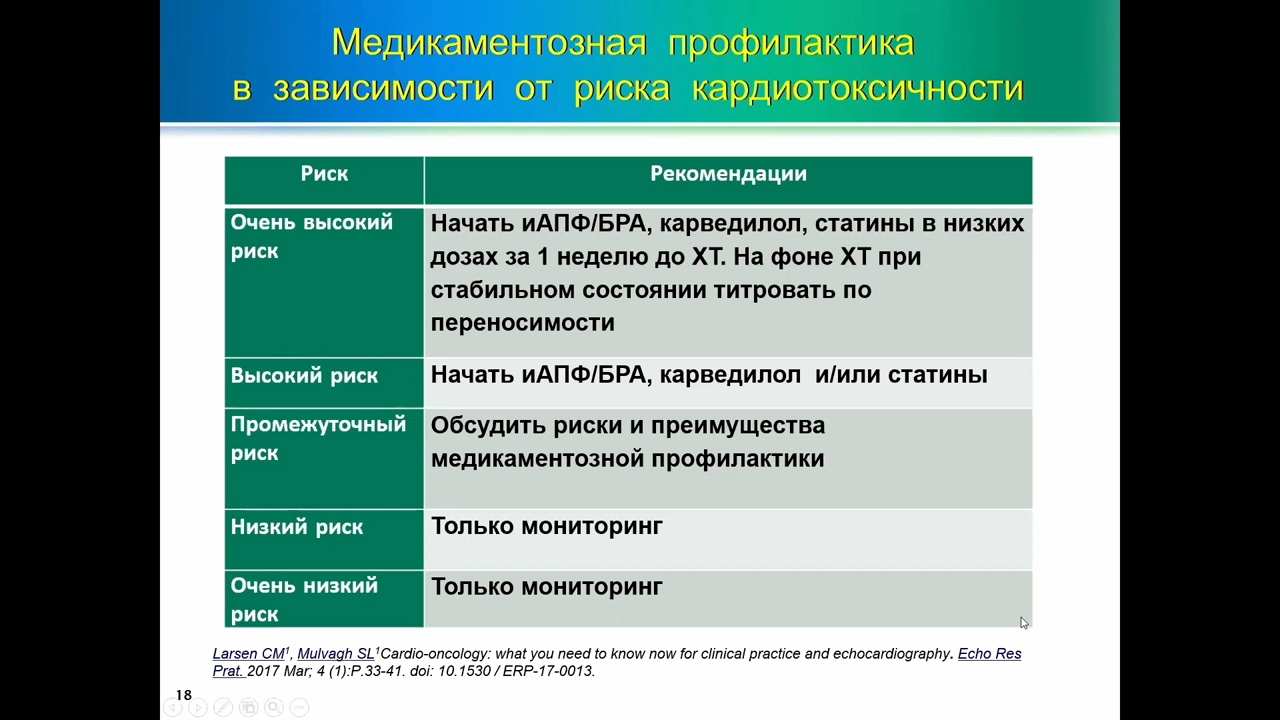 Медикаментозная профилактика
в зависимости от риска кардиотоксичности
Риск
Рекомендации
Очень высокий
риск
Начать иАПФ/БРА, карведилол, статины в низких
дозах за 1 неделю до ХТ. На фоне ХТ при
стабильном состоянии титровать по
переносимости
Высокий риск
Начать иАПФ/БРА, карведилол и/или статины
Промежуточный
риск
Обсудить риски и преимущества
медикаментозной профилактики
Низкий риск
Только мониторинг
Очень низкий
риск
Только мониторинг
Larsen CM1, Mulvagh SL1Cardio-oncology: what you need to know now for clinical practice and echocardiography. Echo Res
Prat. 2017 Mar; 4 (1):P.33-41. doi: 10.1530 / ERP-17-0013.
18